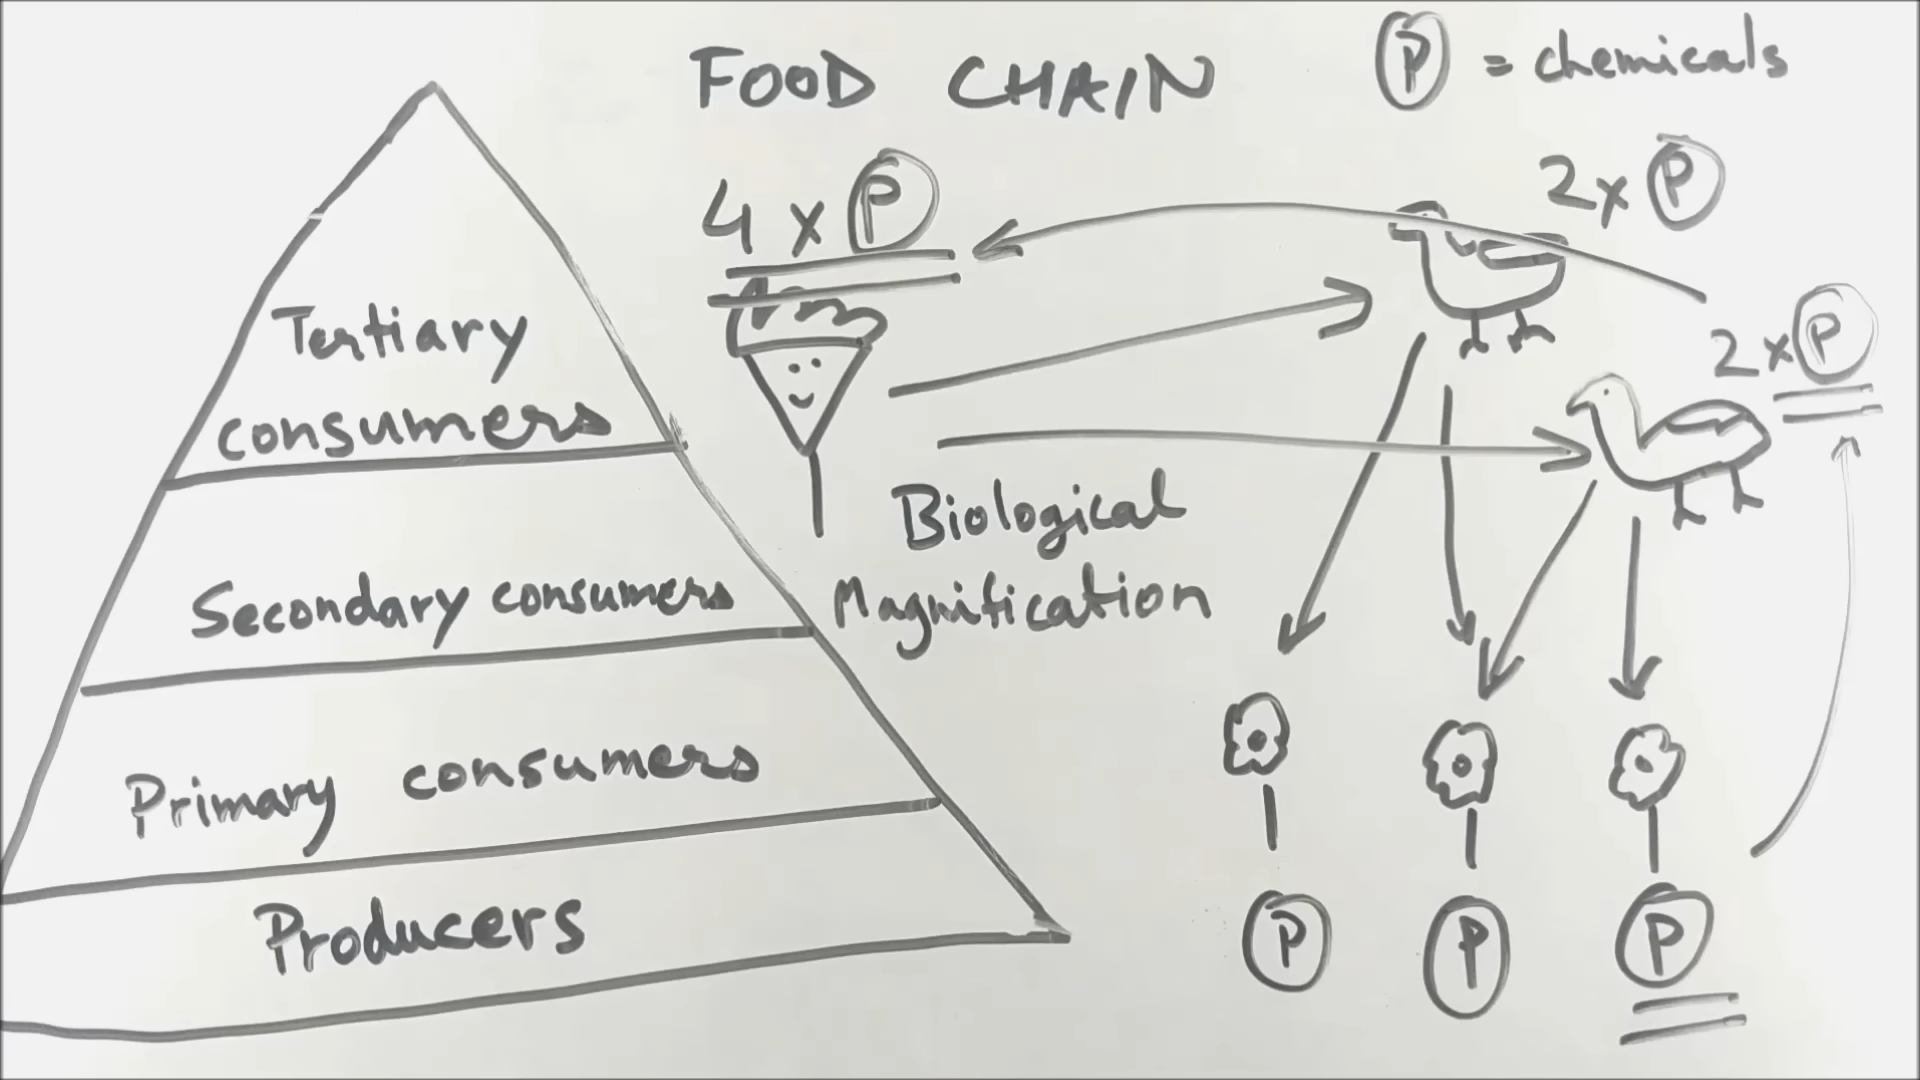 FOOD CHAIN
P = chemicals
4 x P
2 x P
2 x P
Tertiary
consumers
Biological
Magnification
Secondary consumers
Primary consumers
Producers
P
P
P